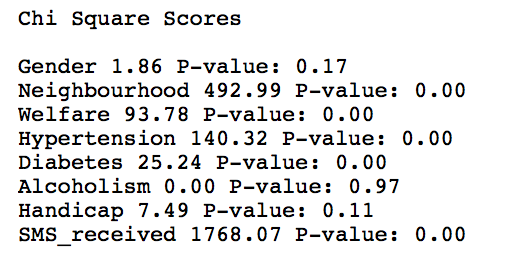 Chi Square Scores
Gender 1.86 P-value: 0.17
Neighbourhood 492.99 P-value: 0.00
Welfare 93.78 P-value: 0.00
Hypertension 140.32 P-value: 0.00
Diabetes 25.24 P-value: 0.00
Alcoholism 0.00 P-value: 0.97
Handicap 7.49 P-value: 0.11
SMS_received 1768.07 P-value: 0.00